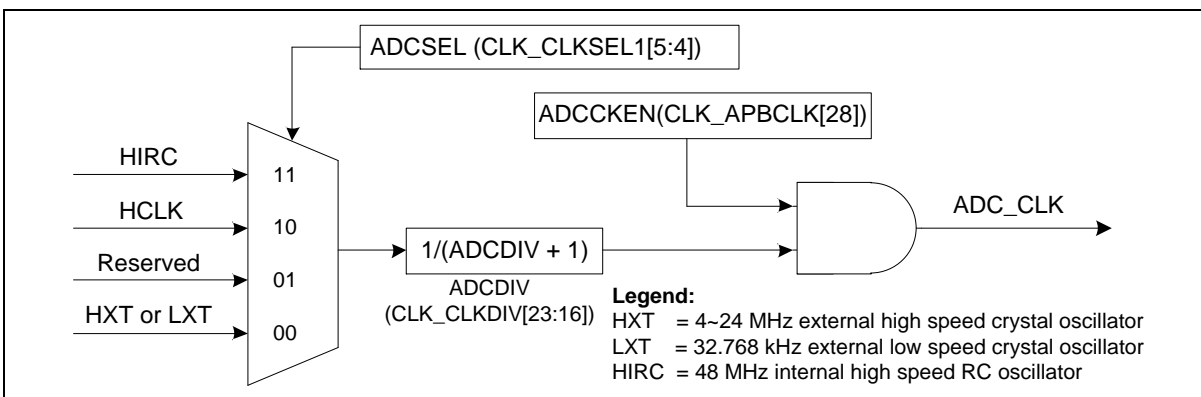 ADCSEL (CLK_CLKSEL1[5:4])
ADCCKEN(CLK_APBCLK[28])
HIRC
11
HCLK
10
Reserved
01
HXT or LXT
00
1/(ADCDIV + 1)
ADCDIV
(CLK_CLKDIV[23:16])
ADC_CLK
Legend:
HXT = 4~24 MHz external high speed crystal oscillator
LXT = 32.768 kHz external low speed crystal oscillator
HIRC = 48 MHz internal high speed RC oscillator